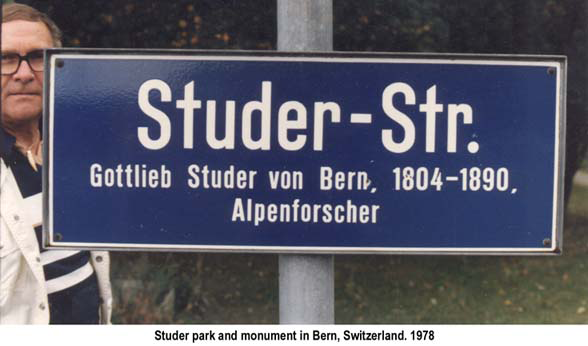 Studer-Str.
Gottlieb Studer von Bern, 1804-1890,
Alpenforscher
Studer park and monument in Bern, Switzerland. 1978